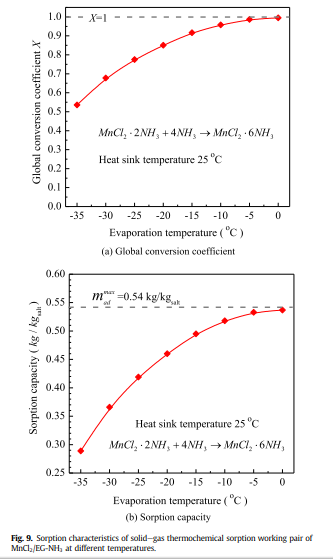 1.0
0.9
0.8
0.7
0.6
0.5
0.4
0.3
0.2
0.1
0.0
X=1
Global conversion coefficient X
MnCl₂ · 2NH₃ + 4NH₃ → MnCl₂ · 6NH₃
Heat sink temperature 25 °C
-35 -30 -25 -20 -15 -10 -5 0
Evaporation temperature ( °C )
(a) Global conversion coefficient
0.60
0.55
0.50
0.45
0.40
0.35
0.30
0.25
m_ad^max =0.54 kg/kg_salt
Sorption capacity ( kg / kg_salt )
Heat sink temperature 25 °C
MnCl₂ · 2NH₃ + 4NH₃ → MnCl₂ · 6NH₃
-35 -30 -25 -20 -15 -10 -5 0
Evaporation temperature ( °C )
(b) Sorption capacity
Fig. 9. Sorption characteristics of solid–gas thermochemical sorption working pair of
MnCl₂/EG-NH₃ at different temperatures.